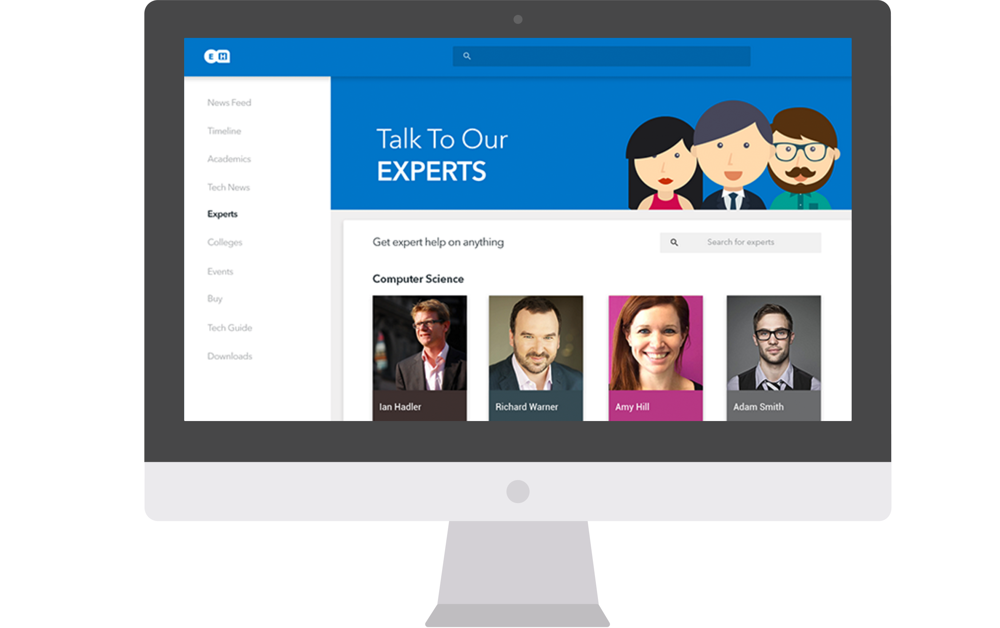 EH
News Feed
Timeline
Academics
Tech News
Experts
Colleges
Events
Buy
Tech Guide
Downloads
Talk To Our
EXPERTS
Get expert help on anything
Search for experts
Computer Science
Ian Hadler
Richard Warner
Amy Hill
Adam Smith